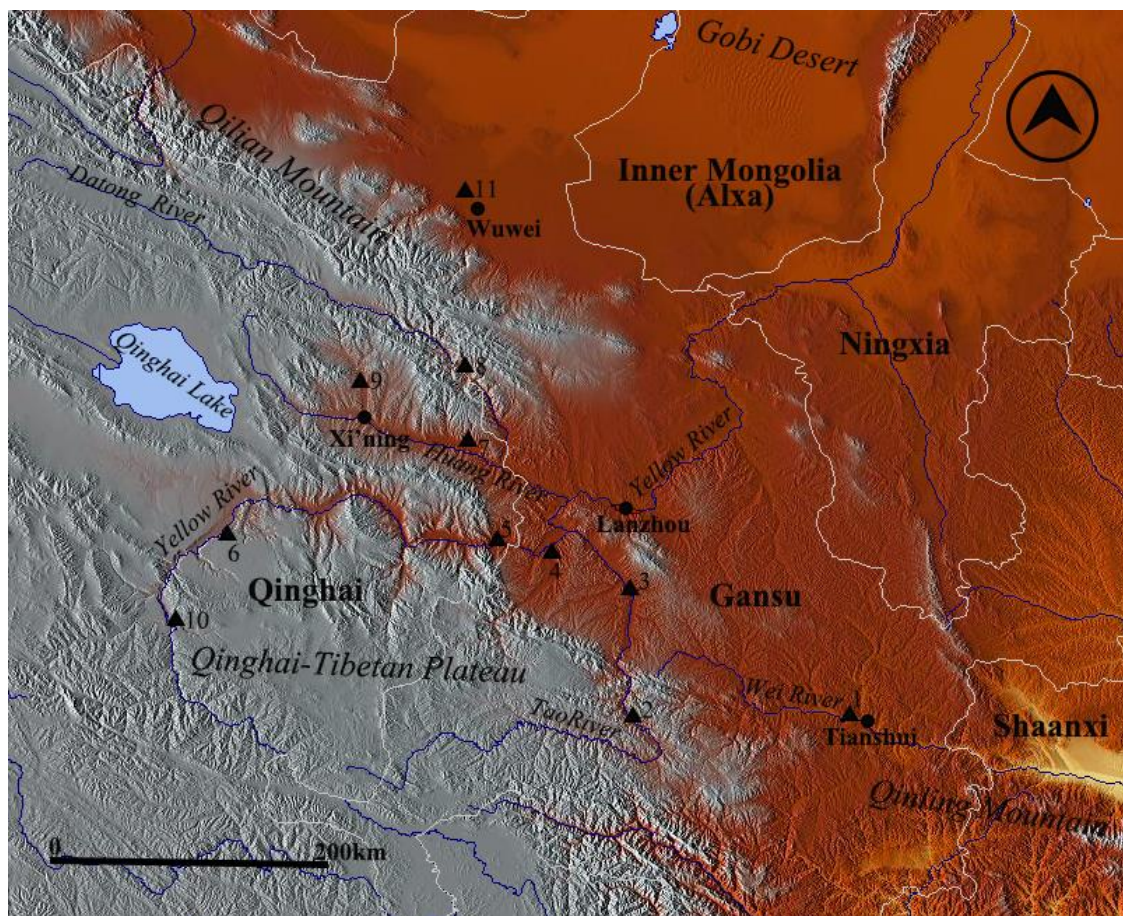 Gobi Desert
Qilian Mountain
Inner Mongolia
(Alxa)
Datong River
11
Wuwei
Ningxia
Qinghai Lake
8
9
Xi'ning
7
Huang River
Yellow River
Lanzhou
Yellow River
5
6
4
3
Qinghai
Gansu
10
Qinghai-Tibetan Plateau
Wei River
1
2
TaoRiver
Tianshui
Shaanxi
Qinling Mountain
0
200km